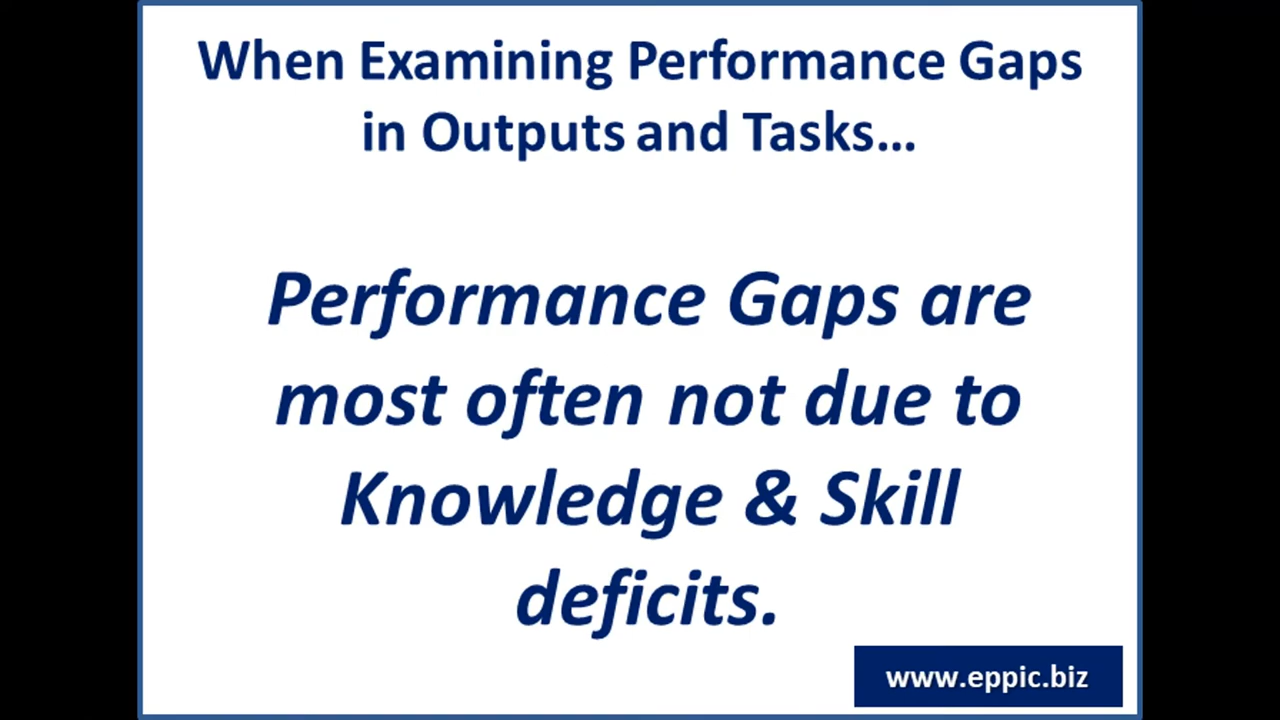 When Examining Performance Gaps
in Outputs and Tasks...
Performance Gaps are
most often not due to
Knowledge & Skill
deficits.
www.eppic.biz